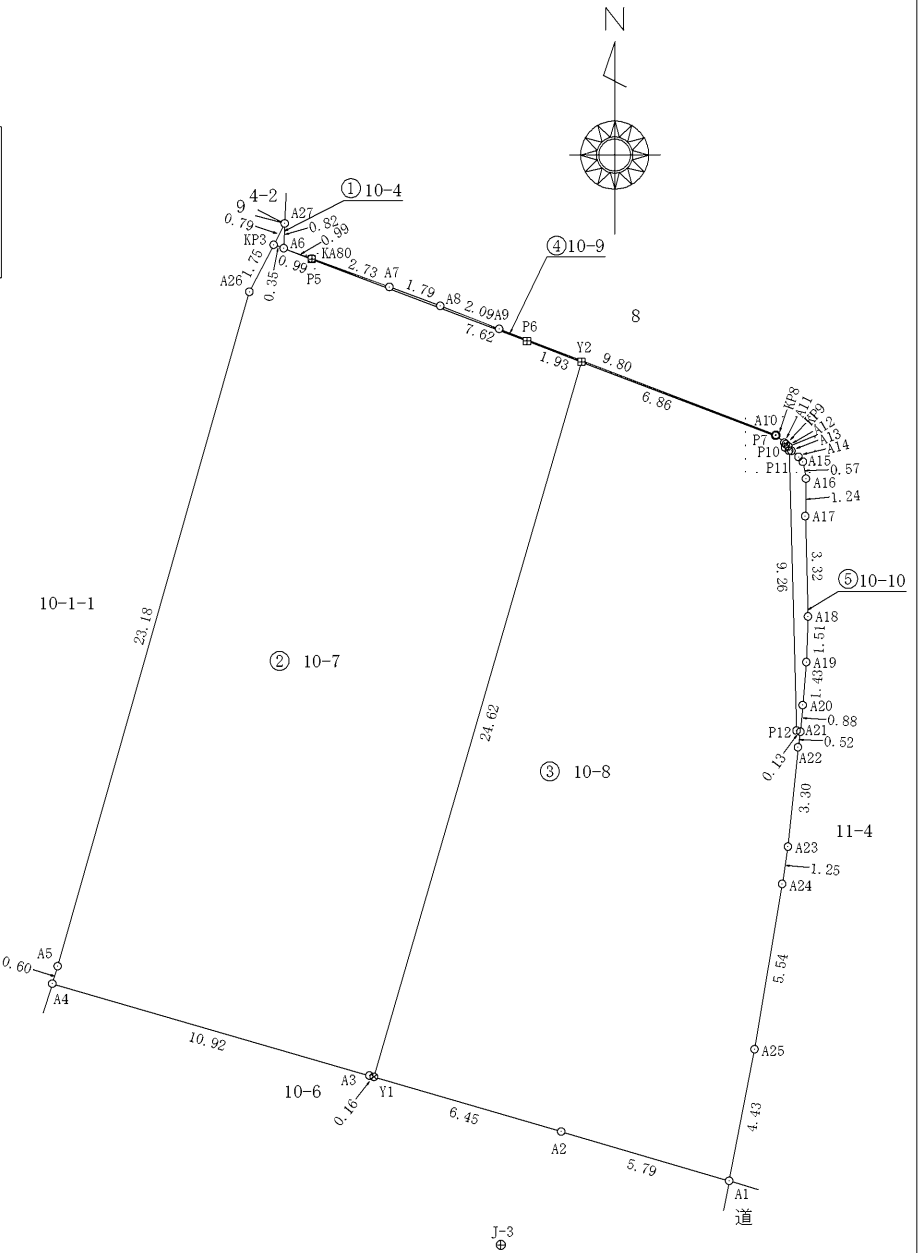 N
① 10-4
4-2
9
A27
0.79
0.82
0.99
KP3
A6
KA80
④10-9
0.99
P5
1.75
0.35
A26
2.73
A7
1.79
A8
2.09
A9
7.62
P6
8
1.93
Y2
9.80
6.86
KP8
A11
KP9
A12
A13
A10
P7
P10
A14
A15
P11
0.57
A16
1.24
A17
3.32
9.26
⑤10-10
10-1-1
23.18
A18
1.51
② 10-7
A19
1.43
A20
24.62
0.88
P12
A21
0.52
A22
0.13
③ 10-8
3.30
11-4
A23
1.25
A24
A5
0.60
A4
5.54
10.92
A25
A3
Y1
10-6
0.16
6.45
4.43
A2
5.79
A1
道
J-3